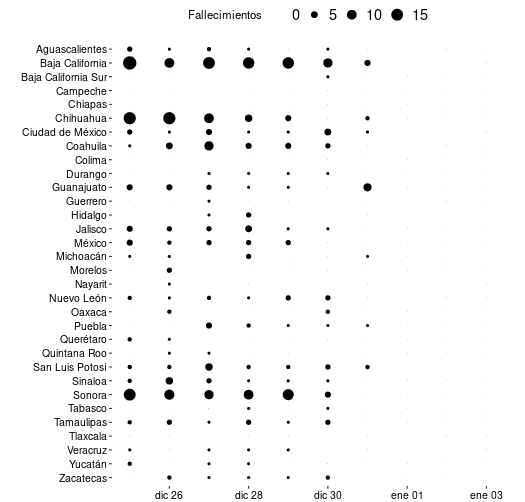 Fallecimientos 0 5 10 15
Aguascalientes
Baja California
Baja California Sur
Campeche
Chiapas
Chihuahua
Ciudad de México
Coahuila
Colima
Durango
Guanajuato
Guerrero
Hidalgo
Jalisco
México
Michoacán
Morelos
Nayarit
Nuevo León
Oaxaca
Puebla
Querétaro
Quintana Roo
San Luis Potosí
Sinaloa
Sonora
Tabasco
Tamaulipas
Tlaxcala
Veracruz
Yucatán
Zacatecas
dic 26 dic 28 dic 30 ene 01 ene 03